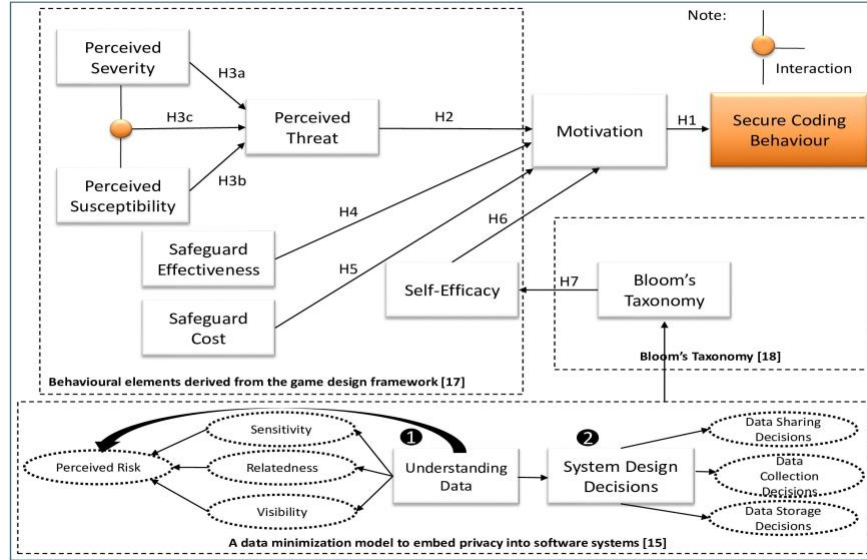 Note:
Interaction
Perceived
Severity
H3a
H3c
H3b
Perceived
Threat
H2
Motivation
H1
Secure Coding
Behaviour
Perceived
Susceptibility
H4
H6
Safeguard
Effectiveness
H5
Self-Efficacy
H7
Bloom's
Taxonomy
Safeguard
Cost
Bloom's Taxonomy [18]
Behavioural elements derived from the game design framework [17]
1
2
Sensitivity
Perceived Risk
Relatedness
Visibility
Understanding
Data
System Design
Decisions
Data Sharing
Decisions
Data
Collection
Decisions
Data Storage
Decisions
A data minimization model to embed privacy into software systems [15]